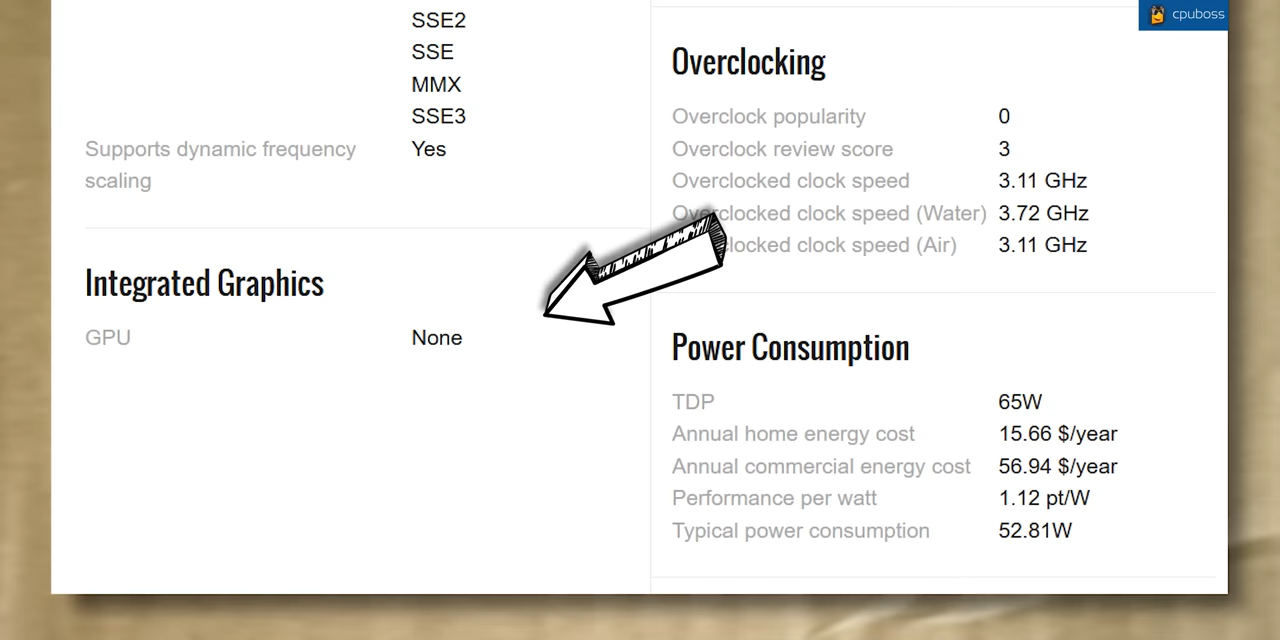 cpuboss
SSE2
SSE
MMX
SSE3
Supports dynamic frequency scaling Yes
Integrated Graphics
GPU None
Overclocking
Overclock popularity 0
Overclock review score 3
Overclocked clock speed 3.11 GHz
Overclocked clock speed (Water) 3.72 GHz
clocked clock speed (Air) 3.11 GHz
Power Consumption
TDP 65W
Annual home energy cost 15.66 $/year
Annual commercial energy cost 56.94 $/year
Performance per watt 1.12 pt/W
Typical power consumption 52.81W